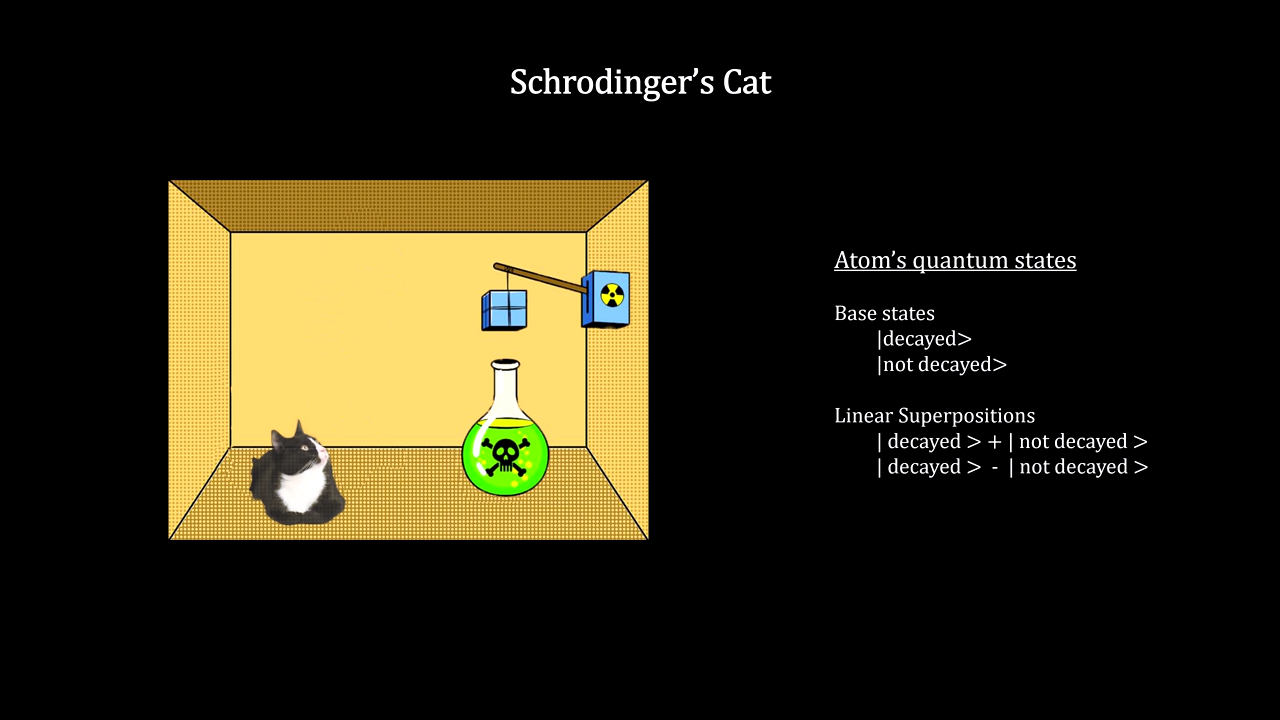 Schrodinger’s Cat
Atom’s quantum states
Base states
|decayed>
|not decayed>
Linear Superpositions
| decayed > + | not decayed >
| decayed > - | not decayed >